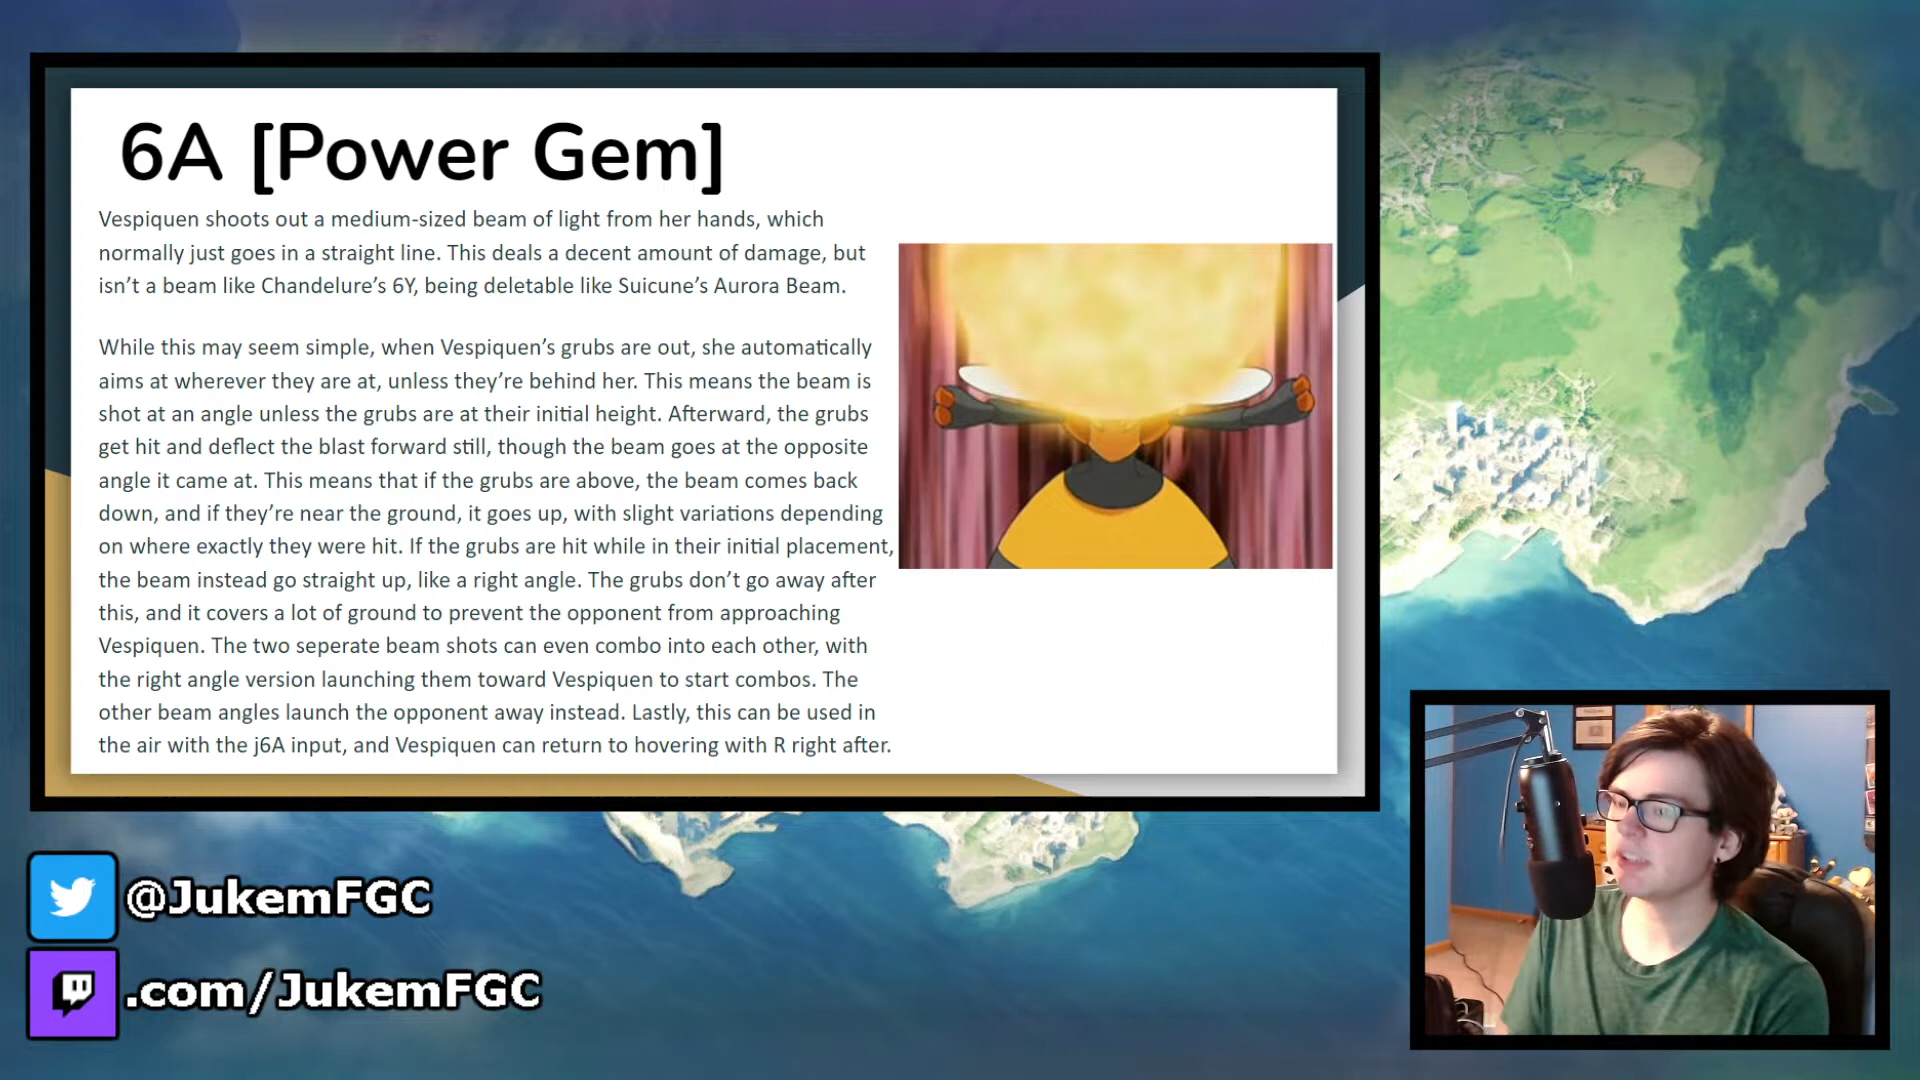 6A [Power Gem]
Vespiquen shoots out a medium-sized beam of light from her hands, which
normally just goes in a straight line. This deals a decent amount of damage, but
isn't a beam like Chandelure's 6Y, being deletable like Suicune's Aurora Beam.
While this may seem simple, when Vespiquen's grubs are out, she automatically
aims at wherever they are at, unless they're behind her. This means the beam is
shot at an angle unless the grubs are at their initial height. Afterward, the grubs
get hit and deflect the blast forward still, though the beam goes at the opposite
angle it came at. This means that if the grubs are above, the beam comes back
down, and if they're near the ground, it goes up, with slight variations depending
on where exactly they were hit. If the grubs are hit while in their initial placement,
the beam instead go straight up, like a right angle. The grubs don't go away after
this, and it covers a lot of ground to prevent the opponent from approaching
Vespiquen. The two seperate beam shots can even combo into each other, with
the right angle version launching them toward Vespiquen to start combos. The
other beam angles launch the opponent away instead. Lastly, this can be used in
the air with the j6A input, and Vespiquen can return to hovering with R right after.
@JukemFGC
.com/JukemFGC